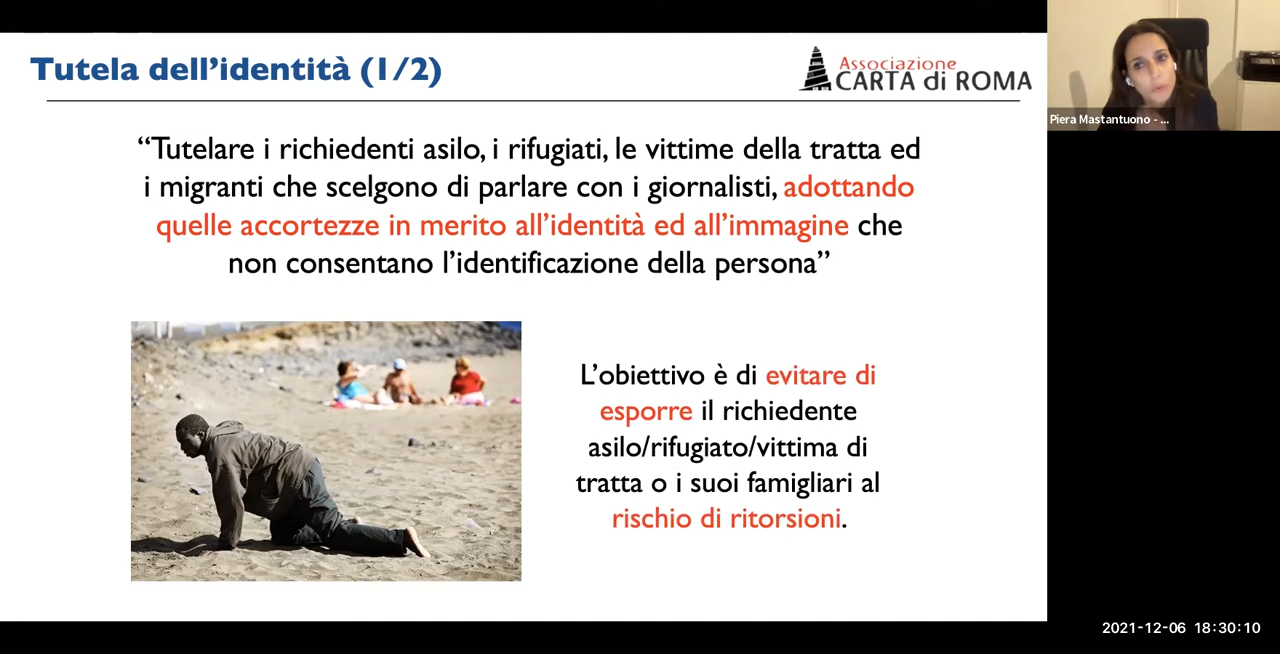 Tutela dell’identità (1/2)
Associazione
CARTA di ROMA
“Tutelare i richiedenti asilo, i rifugiati, le vittime della tratta ed
i migranti che scelgono di parlare con i giornalisti, adottando
quelle accortezze in merito all’identità ed all’immagine che
non consentano l’identificazione della persona”
L’obiettivo è di evitare di
esporre il richiedente
asilo/rifugiato/vittima di
tratta o i suoi famigliari al
rischio di ritorsioni.
Piera Mastantuono - ...
2021-12-06 18:30:10